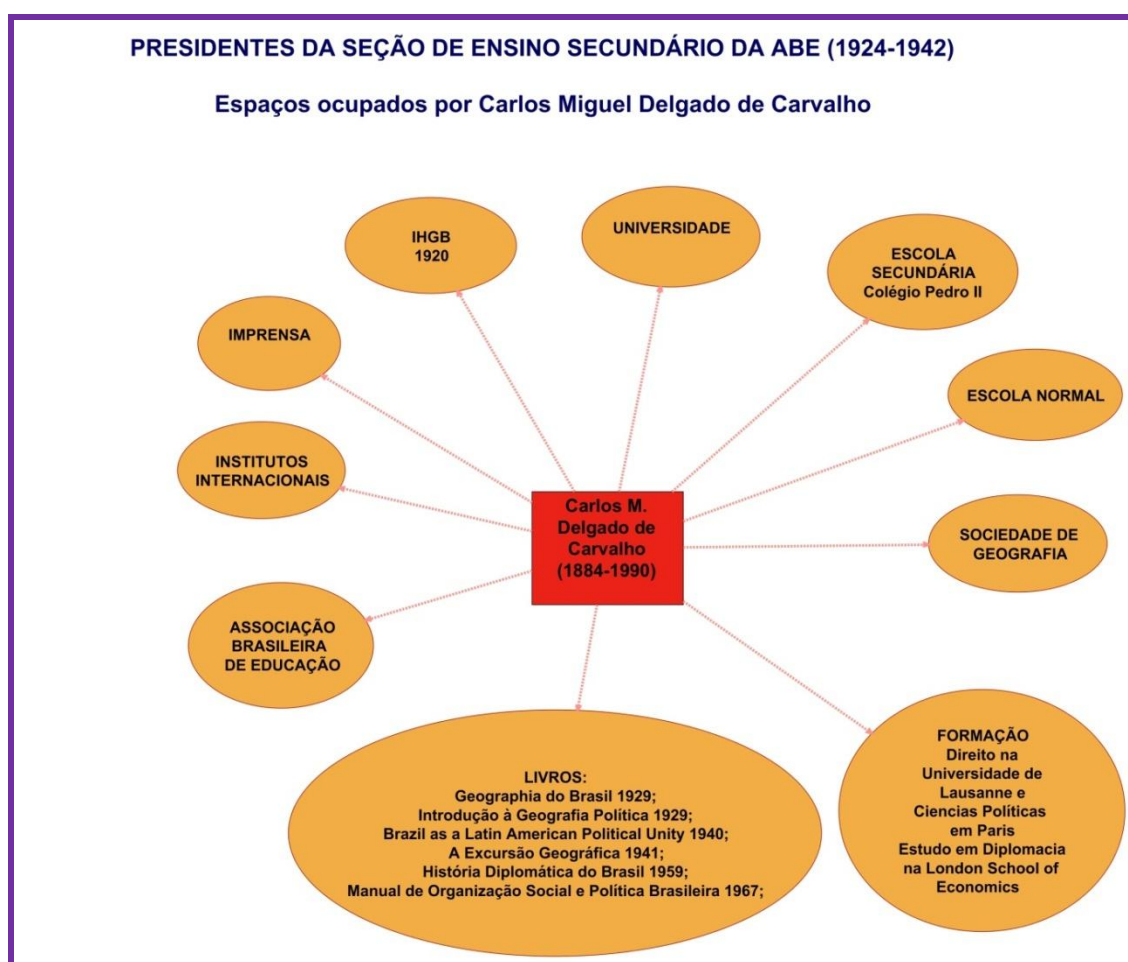 PRESIDENTES DA SEÇÃO DE ENSINO SECUNDÁRIO DA ABE (1924-1942)
Espaços ocupados por Carlos Miguel Delgado de Carvalho
IHGB
1920
UNIVERSIDADE
ESCOLA
SECUNDÁRIA
Colégio Pedro II
IMPRENSA
ESCOLA NORMAL
INSTITUTOS
INTERNACIONAIS
Carlos M.
Delgado de
Carvalho
(1884-1990)
SOCIEDADE DE
GEOGRAFIA
ASSOCIAÇÃO
BRASILEIRA
DE EDUCAÇÃO
LIVROS:
Geographia do Brasil 1929;
Introdução à Geografia Política 1929;
Brazil as a Latin American Political Unity 1940;
A Excursão Geográfica 1941;
História Diplomática do Brasil 1959;
Manual de Organização Social e Política Brasileira 1967;
FORMAÇÃO
Direito na
Universidade de
Lausanne e
Ciencias Políticas
em Paris
Estudo em Diplomacia
na London School of
Economics